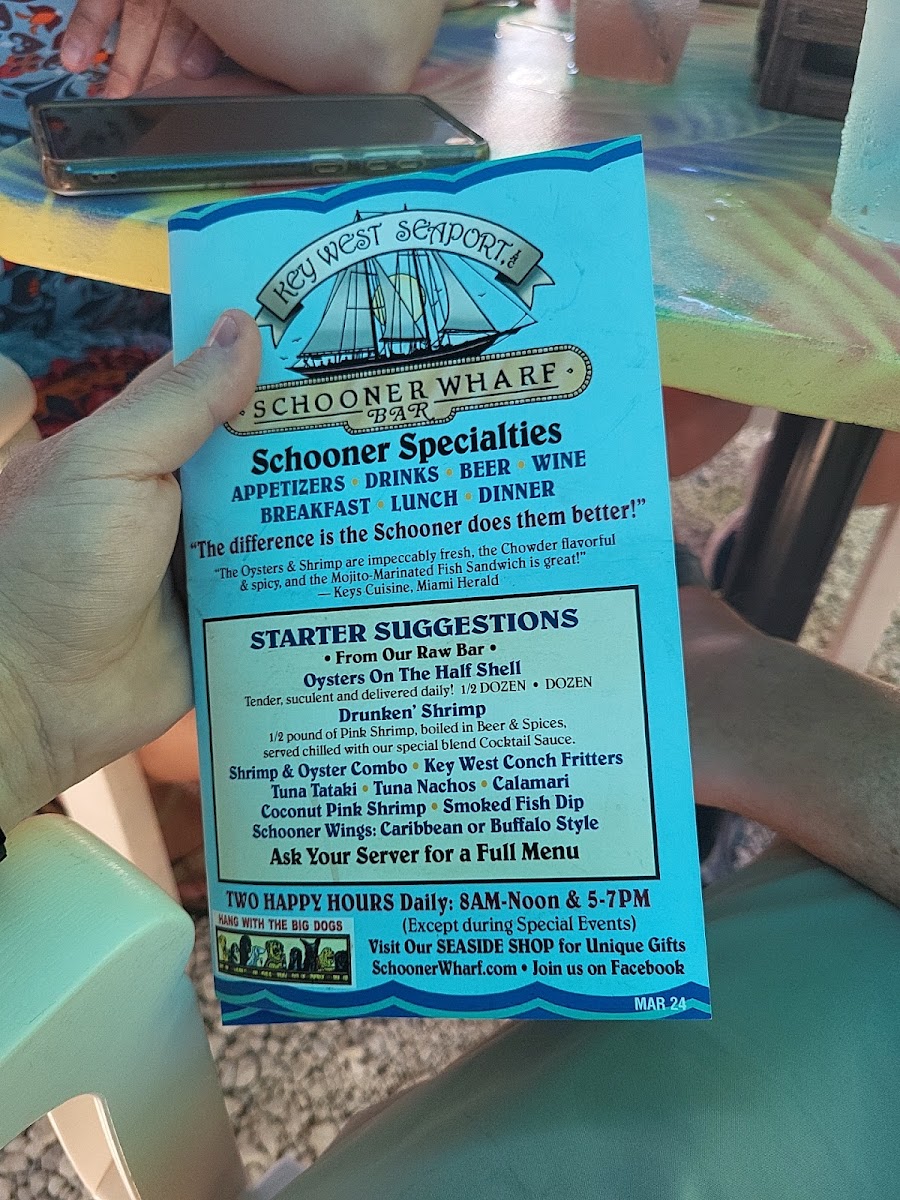 KEY WEST SEAPORT, FL.
SCHOONER WHARF
BAR
Schooner Specialties
APPETIZERS • DRINKS • BEER • WINE
BREAKFAST • LUNCH • DINNER
“The difference is the Schooner does them better!”
“The Oysters & Shrimp are impeccably fresh, the Chowder flavorful
& spicy, and the Mojito-Marinated Fish Sandwich is great!”
— Keys Cuisine, Miami Herald
STARTER SUGGESTIONS
• From Our Raw Bar •
Oysters On The Half Shell
Tender, suculent and delivered daily! 1/2 DOZEN • DOZEN
Drunken’ Shrimp
1/2 pound of Pink Shrimp, boiled in Beer & Spices,
served chilled with our special blend Cocktail Sauce.
Shrimp & Oyster Combo • Key West Conch Fritters
Tuna Tataki • Tuna Nachos • Calamari
Coconut Pink Shrimp • Smoked Fish Dip
Schooner Wings: Caribbean or Buffalo Style
Ask Your Server for a Full Menu
TWO HAPPY HOURS Daily: 8AM-Noon & 5-7PM
(Except during Special Events)
HANG WITH THE BIG DOGS
Visit Our SEASIDE SHOP for Unique Gifts
SchoonerWharf.com • Join us on Facebook
MAR 24